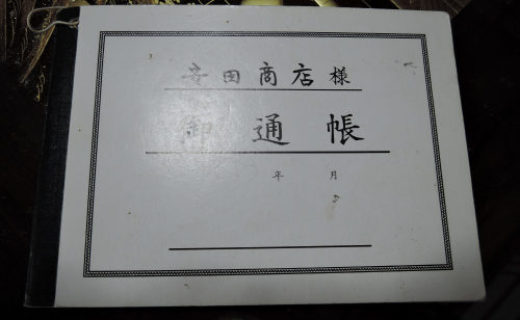 安田商店様
御通帳
年 月